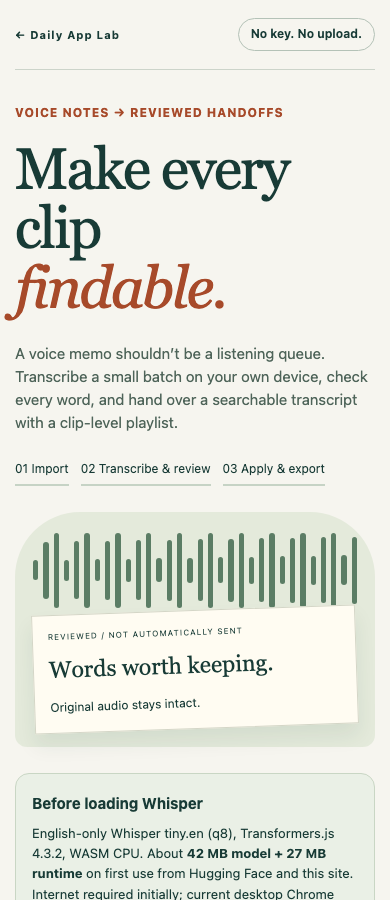 ← Daily App Lab
No key. No upload.
VOICE NOTES → REVIEWED HANDOFFS
Make every
clip
findable.
A voice memo shouldn’t be a listening queue.
Transcribe a small batch on your own device, check
every word, and hand over a searchable transcript
with a clip-level playlist.
01 Import 02 Transcribe & review 03 Apply & export
REVIEWED / NOT AUTOMATICALLY SENT
Words worth keeping.
Original audio stays intact.
Before loading Whisper
English-only Whisper tiny.en (q8), Transformers.js
4.3.2, WASM CPU. About 42 MB model + 27 MB
runtime on first use from Hugging Face and this site.
Internet required initially; current desktop Chrome